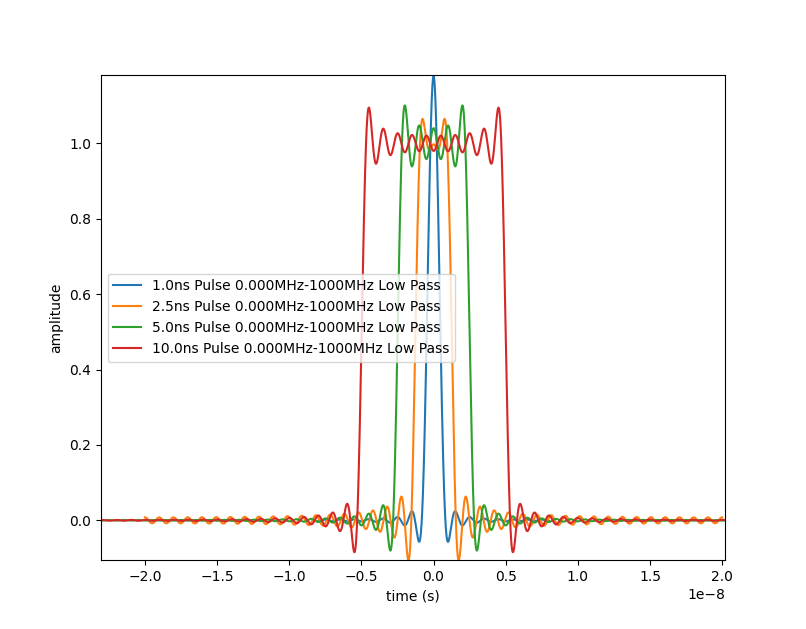 1.0
0.8
0.6
0.4
0.2
0.0
amplitude
1.0ns Pulse 0.000MHz-1000MHz Low Pass
2.5ns Pulse 0.000MHz-1000MHz Low Pass
5.0ns Pulse 0.000MHz-1000MHz Low Pass
10.0ns Pulse 0.000MHz-1000MHz Low Pass
−2.0 −1.5 −1.0 −0.5 0.0 0.5 1.0 1.5 2.0
time (s)
1e−8